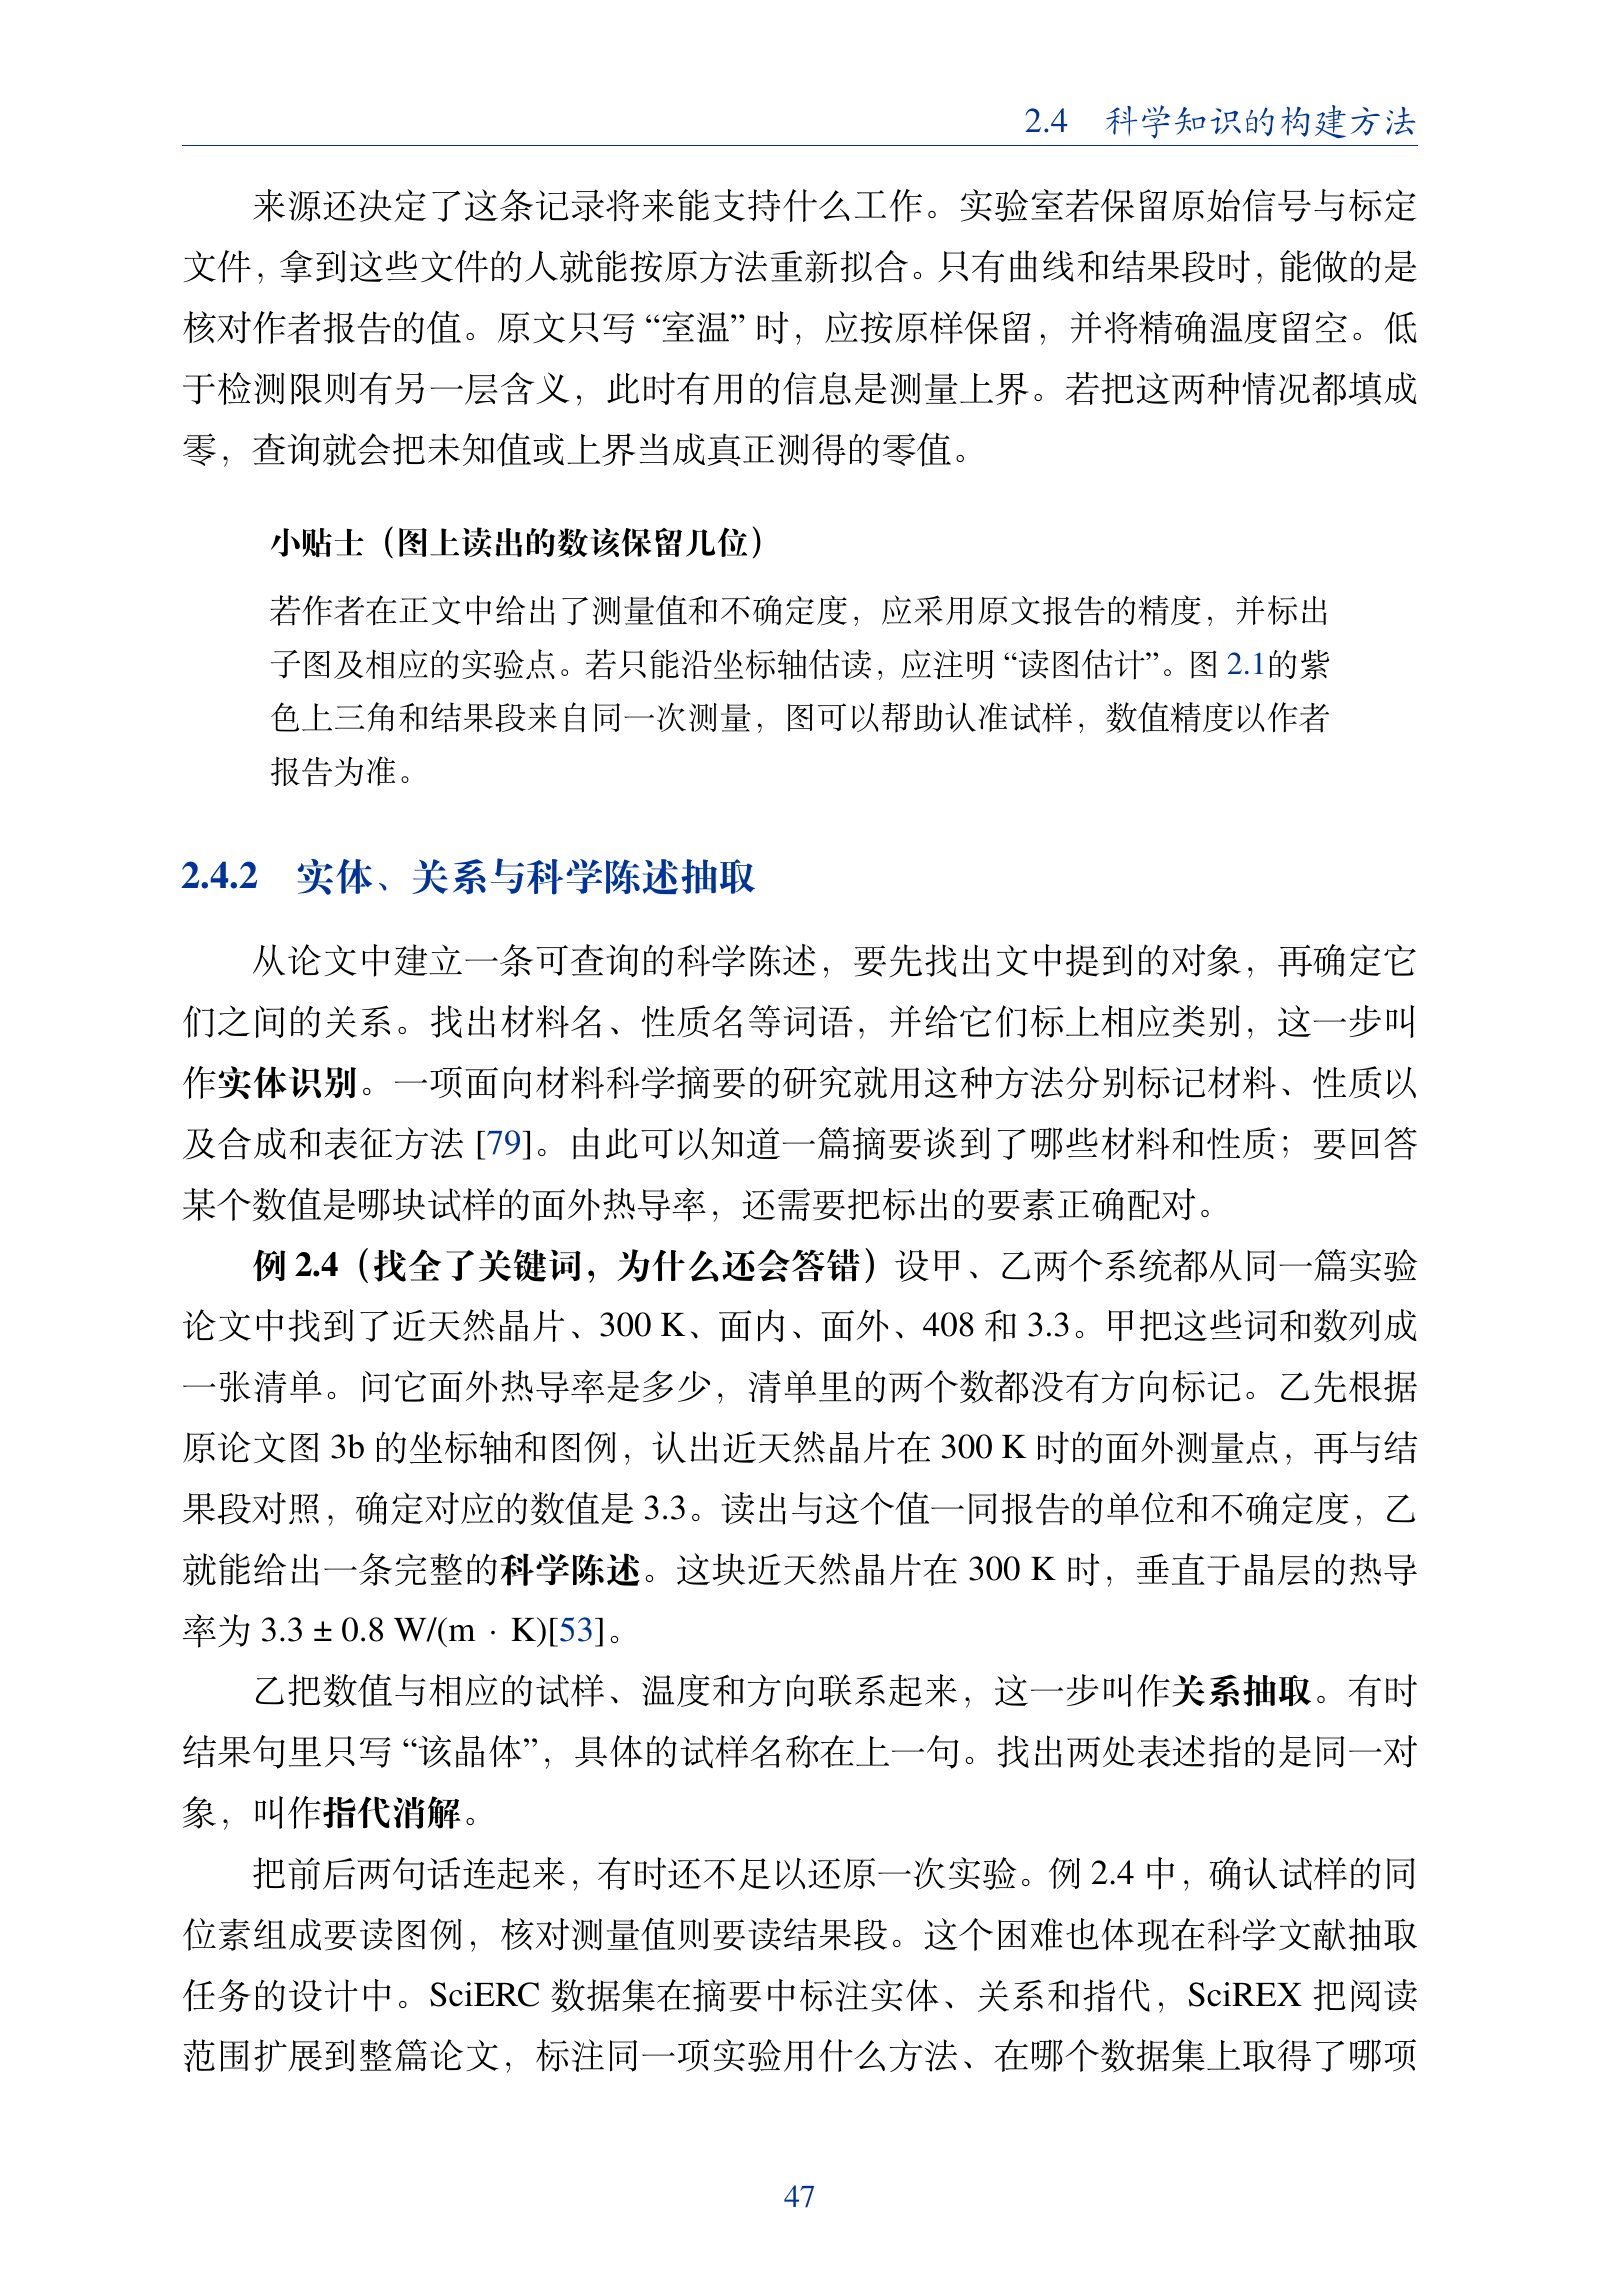 2.4 科学知识的构建方法
来源还决定了这条记录将来能支持什么工作。实验室若保留原始信号与标定
文件，拿到这些文件的人就能按原方法重新拟合。只有曲线和结果段时，能做的是
核对作者报告的值。原文只写 “室温” 时，应按原样保留，并将精确温度留空。低
于检测限则有另一层含义，此时有用的信息是测量上界。若把这两种情况都填成
零，查询就会把未知值或上界当成真正测得的零值。
小贴士（图上读出的数该保留几位）
若作者在正文中给出了测量值和不确定度，应采用原文报告的精度，并标出
子图及相应的实验点。若只能沿坐标轴估读，应注明 “读图估计”。图 2.1的紫
色上三角和结果段来自同一次测量，图可以帮助认准试样，数值精度以作者
报告为准。
2.4.2 实体、关系与科学陈述抽取
从论文中建立一条可查询的科学陈述，要先找出文中提到的对象，再确定它
们之间的关系。找出材料名、性质名等词语，并给它们标上相应类别，这一步叫
作实体识别。一项面向材料科学摘要的研究就用这种方法分别标记材料、性质以
及合成和表征方法 [79]。由此可以知道一篇摘要谈到了哪些材料和性质；要回答
某个数值是哪块试样的面外热导率，还需要把标出的要素正确配对。
例 2.4（找全了关键词，为什么还会答错）设甲、乙两个系统都从同一篇实验
论文中找到了近天然晶片、300 K、面内、面外、408 和 3.3。甲把这些词和数列成
一张清单。问它面外热导率是多少，清单里的两个数都没有方向标记。乙先根据
原论文图 3b 的坐标轴和图例，认出近天然晶片在 300 K 时的面外测量点，再与结
果段对照，确定对应的数值是 3.3。读出与这个值一同报告的单位和不确定度，乙
就能给出一条完整的科学陈述。这块近天然晶片在 300 K 时，垂直于晶层的热导
率为 3.3 ± 0.8 W/(m · K)[53]。
乙把数值与相应的试样、温度和方向联系起来，这一步叫作关系抽取。有时
结果句里只写 “该晶体”，具体的试样名称在上一句。找出两处表述指的是同一对
象，叫作指代消解。
把前后两句话连起来，有时还不足以还原一次实验。例 2.4 中，确认试样的同
位素组成要读图例，核对测量值则要读结果段。这个困难也体现在科学文献抽取
任务的设计中。SciERC 数据集在摘要中标注实体、关系和指代，SciREX 把阅读
范围扩展到整篇论文，标注同一项实验用什么方法、在哪个数据集上取得了哪项
47